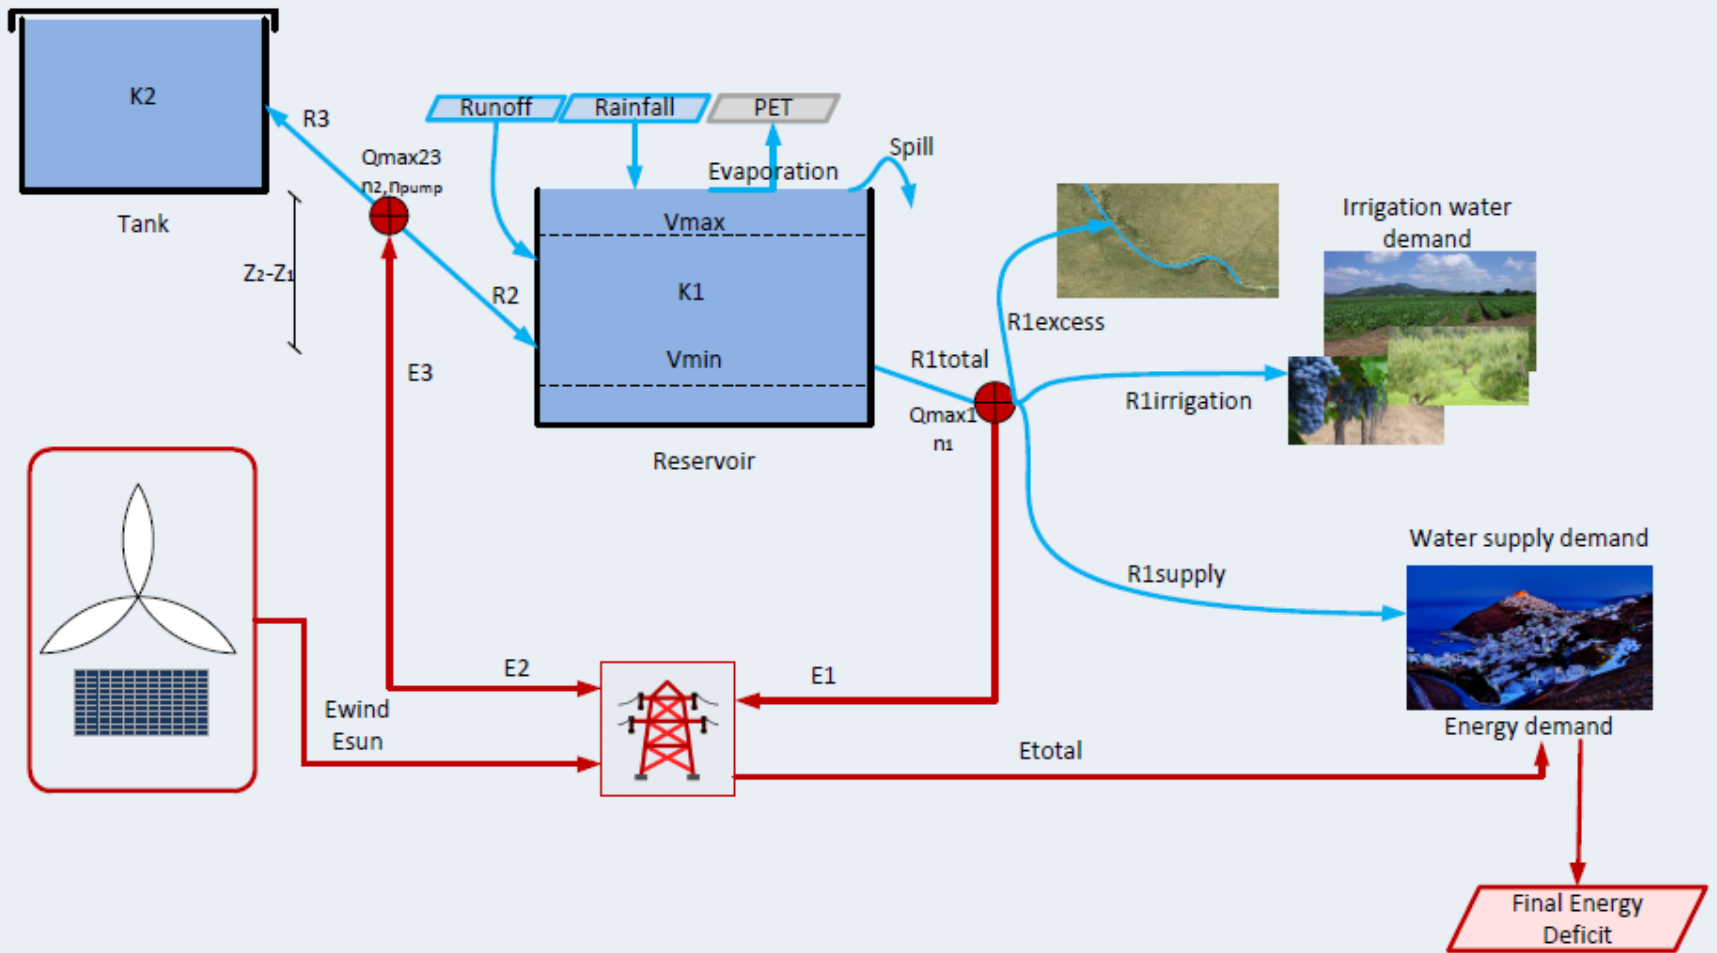 K2
R3
Runoff
Rainfall
PET
Spill
Evaporation
Qmax23
n2,npump
Tank
Vmax
Irrigation water
demand
Z2-Z1
K1
R2
R1excess
E3
Vmin
R1total
R1irrigation
Qmax1
n1
Reservoir
Water supply demand
R1supply
E2
E1
Ewind
Esun
Energy demand
Etotal
Final Energy
Deficit